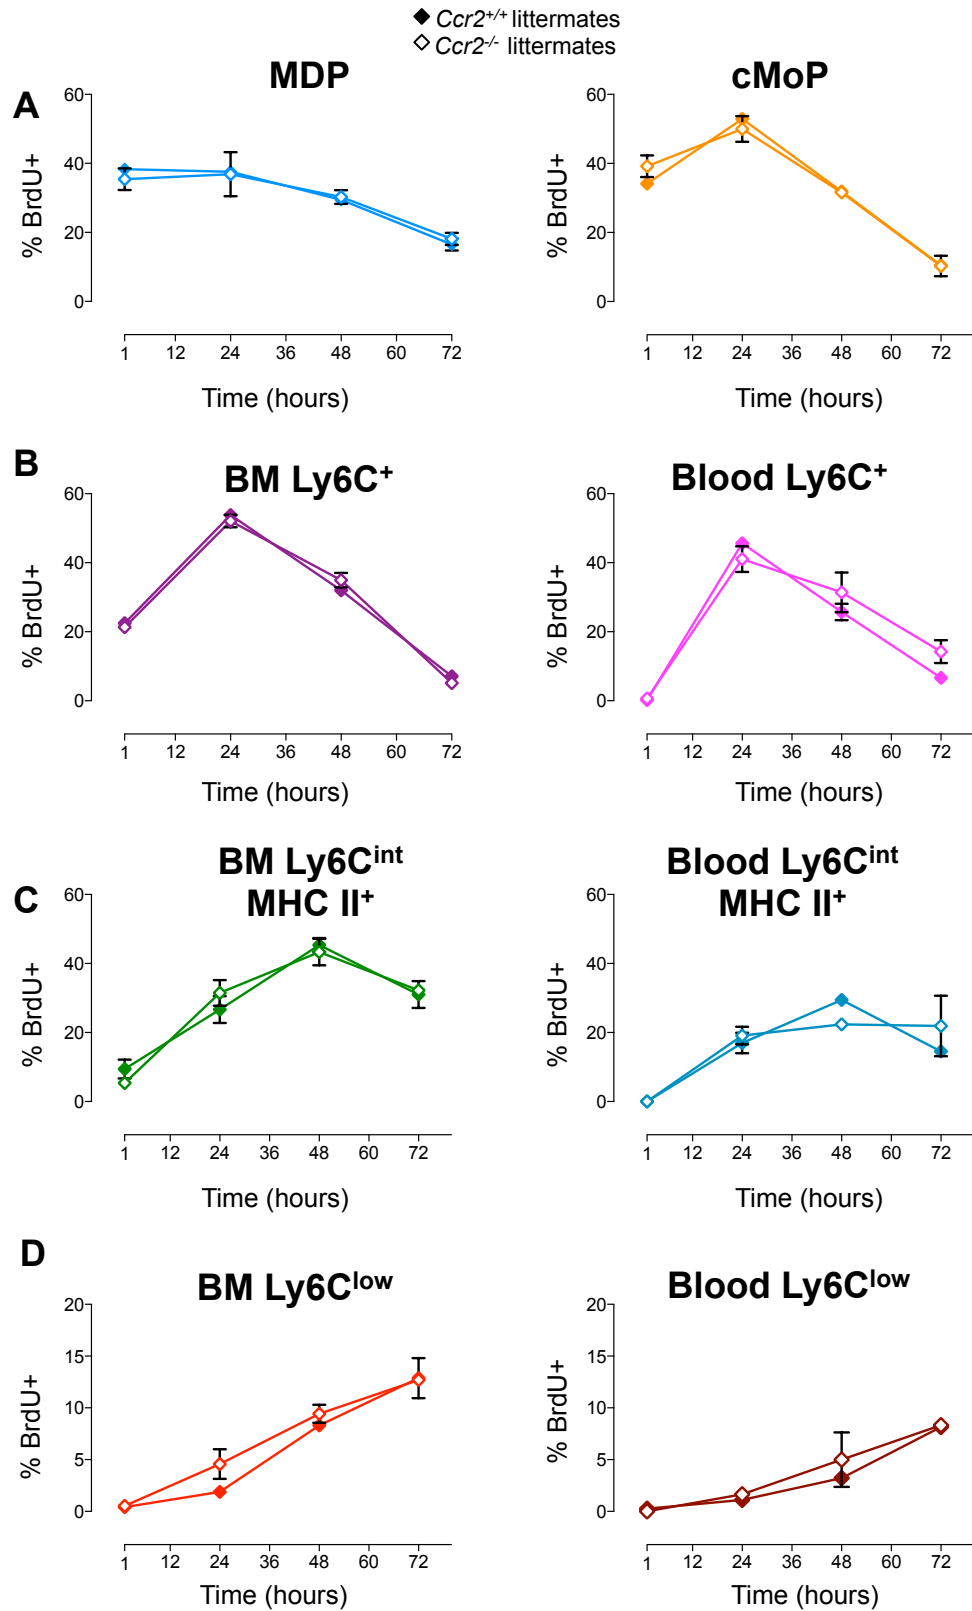 Ccr2+/+ littermates
Ccr2-/- littermates
A
MDP
cMoP
% BrdU+
60
40
20
0
1 12 24 36 48 60 72
Time (hours)
% BrdU+
60
40
20
0
1 12 24 36 48 60 72
Time (hours)
B
BM Ly6C+
Blood Ly6C+
% BrdU+
60
40
20
0
1 12 24 36 48 60 72
Time (hours)
% BrdU+
60
40
20
0
1 12 24 36 48 60 72
Time (hours)
C
BM Ly6Cint
MHC II+
Blood Ly6Cint
MHC II+
% BrdU+
60
40
20
0
1 12 24 36 48 60 72
Time (hours)
% BrdU+
60
40
20
0
1 12 24 36 48 60 72
Time (hours)
D
BM Ly6Clow
Blood Ly6Clow
% BrdU+
20
15
10
5
0
1 12 24 36 48 60 72
Time (hours)
% BrdU+
20
15
10
5
0
1 12 24 36 48 60 72
Time (hours)